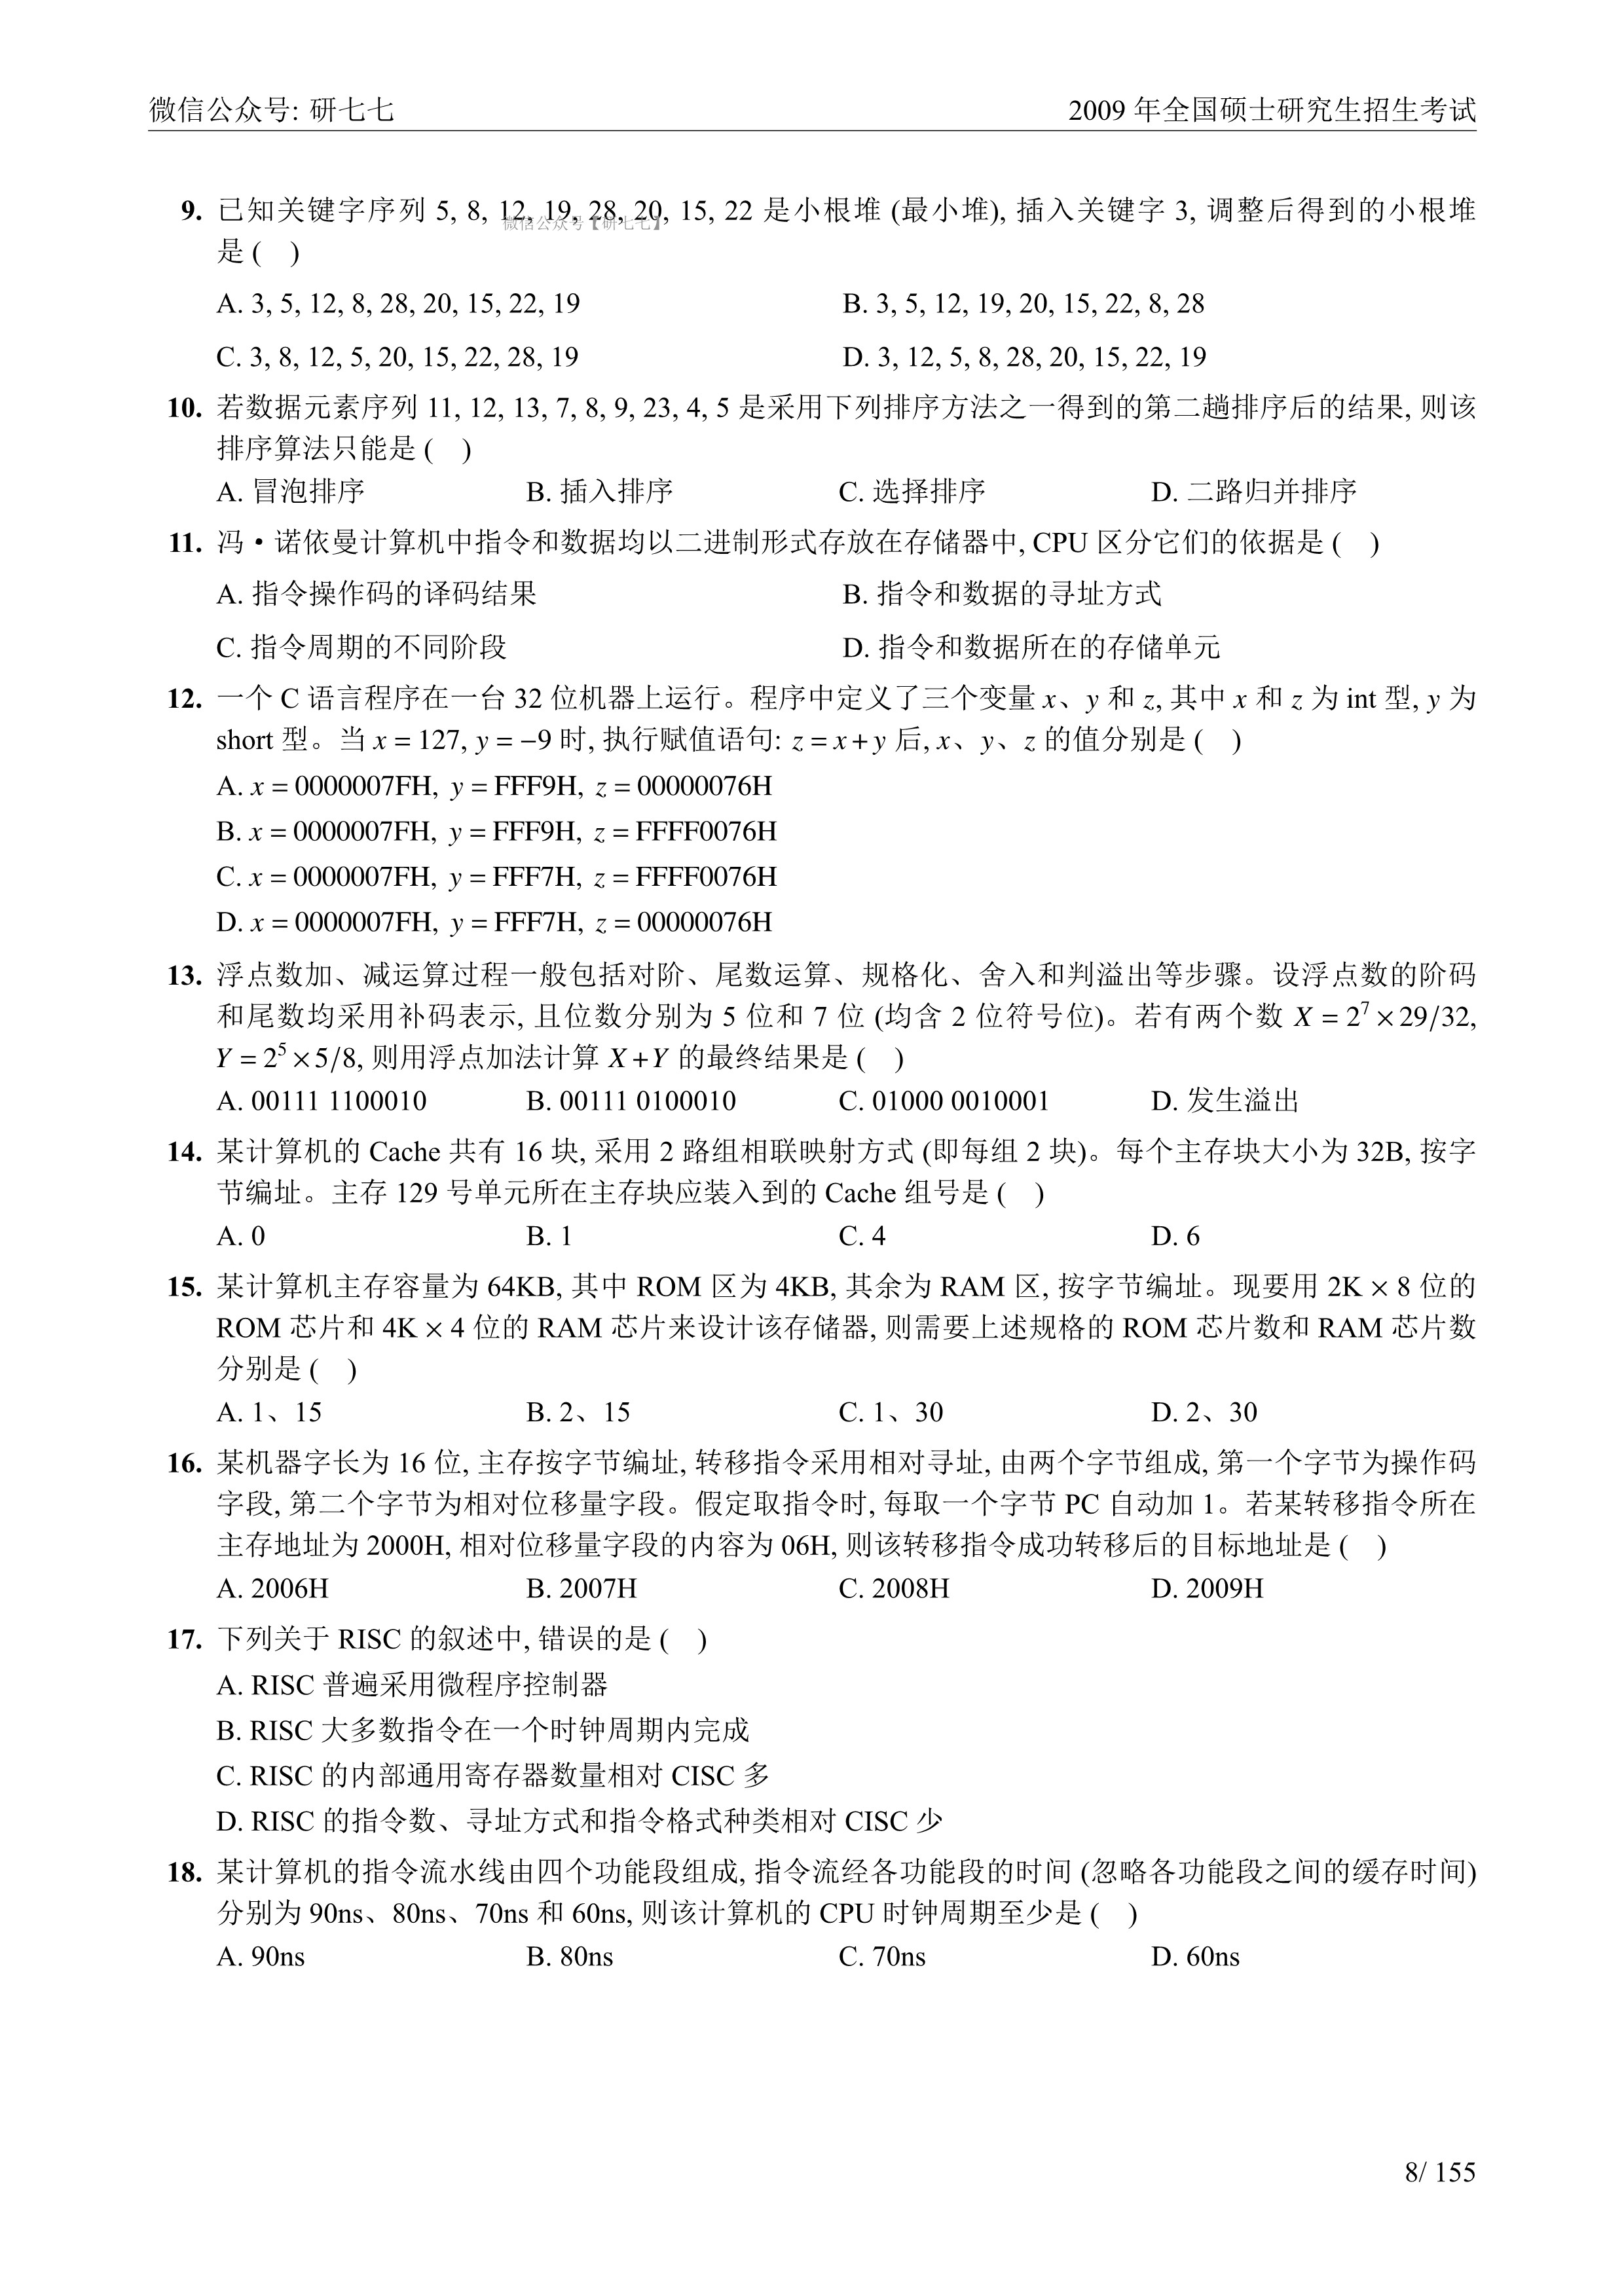 微信公众号: 研七七
2009 年全国硕士研究生招生考试
9. 已知关键字序列 5, 8, 12, 19, 28, 20, 15, 22 是小根堆 (最小堆), 插入关键字 3, 调整后得到的小根堆
微信公众号【研七七】
是 ( )
A. 3, 5, 12, 8, 28, 20, 15, 22, 19 B. 3, 5, 12, 19, 20, 15, 22, 8, 28
C. 3, 8, 12, 5, 20, 15, 22, 28, 19 D. 3, 12, 5, 8, 28, 20, 15, 22, 19
10. 若数据元素序列 11, 12, 13, 7, 8, 9, 23, 4, 5 是采用下列排序方法之一得到的第二趟排序后的结果, 则该
排序算法只能是 ( )
A. 冒泡排序 B. 插入排序 C. 选择排序 D. 二路归并排序
11. 冯·诺依曼计算机中指令和数据均以二进制形式存放在存储器中, CPU 区分它们的依据是 ( )
A. 指令操作码的译码结果 B. 指令和数据的寻址方式
C. 指令周期的不同阶段 D. 指令和数据所在的存储单元
12. 一个 C 语言程序在一台 32 位机器上运行。程序中定义了三个变量 x、y 和 z, 其中 x 和 z 为 int 型, y 为
short 型。当 x = 127, y = −9 时, 执行赋值语句: z = x + y 后, x、y、z 的值分别是 ( )
A. x = 0000007FH, y = FFF9H, z = 00000076H
B. x = 0000007FH, y = FFF9H, z = FFFF0076H
C. x = 0000007FH, y = FFF7H, z = FFFF0076H
D. x = 0000007FH, y = FFF7H, z = 00000076H
13. 浮点数加、减运算过程一般包括对阶、尾数运算、规格化、舍入和判溢出等步骤。设浮点数的阶码
和尾数均采用补码表示, 且位数分别为 5 位和 7 位 (均含 2 位符号位)。若有两个数 X = 2⁷ × 29/32,
Y = 2⁵ × 5/8, 则用浮点加法计算 X + Y 的最终结果是 ( )
A. 00111 1100010 B. 00111 0100010 C. 01000 0010001 D. 发生溢出
14. 某计算机的 Cache 共有 16 块, 采用 2 路组相联映射方式 (即每组 2 块)。每个主存块大小为 32B, 按字
节编址。主存 129 号单元所在主存块应装入到的 Cache 组号是 ( )
A. 0 B. 1 C. 4 D. 6
15. 某计算机主存容量为 64KB, 其中 ROM 区为 4KB, 其余为 RAM 区, 按字节编址。现要用 2K × 8 位的
ROM 芯片和 4K × 4 位的 RAM 芯片来设计该存储器, 则需要上述规格的 ROM 芯片数和 RAM 芯片数
分别是 ( )
A. 1、15 B. 2、15 C. 1、30 D. 2、30
16. 某机器字长为 16 位, 主存按字节编址, 转移指令采用相对寻址, 由两个字节组成, 第一个字节为操作码
字段, 第二个字节为相对位移量字段。假定取指令时, 每取一个字节 PC 自动加 1。若某转移指令所在
主存地址为 2000H, 相对位移量字段的内容为 06H, 则该转移指令成功转移后的目标地址是 ( )
A. 2006H B. 2007H C. 2008H D. 2009H
17. 下列关于 RISC 的叙述中, 错误的是 ( )
A. RISC 普遍采用微程序控制器
B. RISC 大多数指令在一个时钟周期内完成
C. RISC 的内部通用寄存器数量相对 CISC 多
D. RISC 的指令数、寻址方式和指令格式种类相对 CISC 少
18. 某计算机的指令流水线由四个功能段组成, 指令流经各功能段的时间 (忽略各功能段之间的缓存时间)
分别为 90ns、80ns、70ns 和 60ns, 则该计算机的 CPU 时钟周期至少是 ( )
A. 90ns B. 80ns C. 70ns D. 60ns
8/ 155